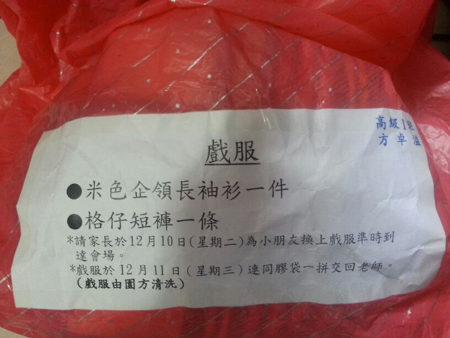 高級1
方卓
戲服
●米色企領長袖衫一件
●格仔短褲一條
*請家長於12月10日(星期二)為小朋友換上戲服準時到
達會場。
*戲服於12月11日(星期三)連同膠袋一拼交回老師。
(戲服由園方清洗)